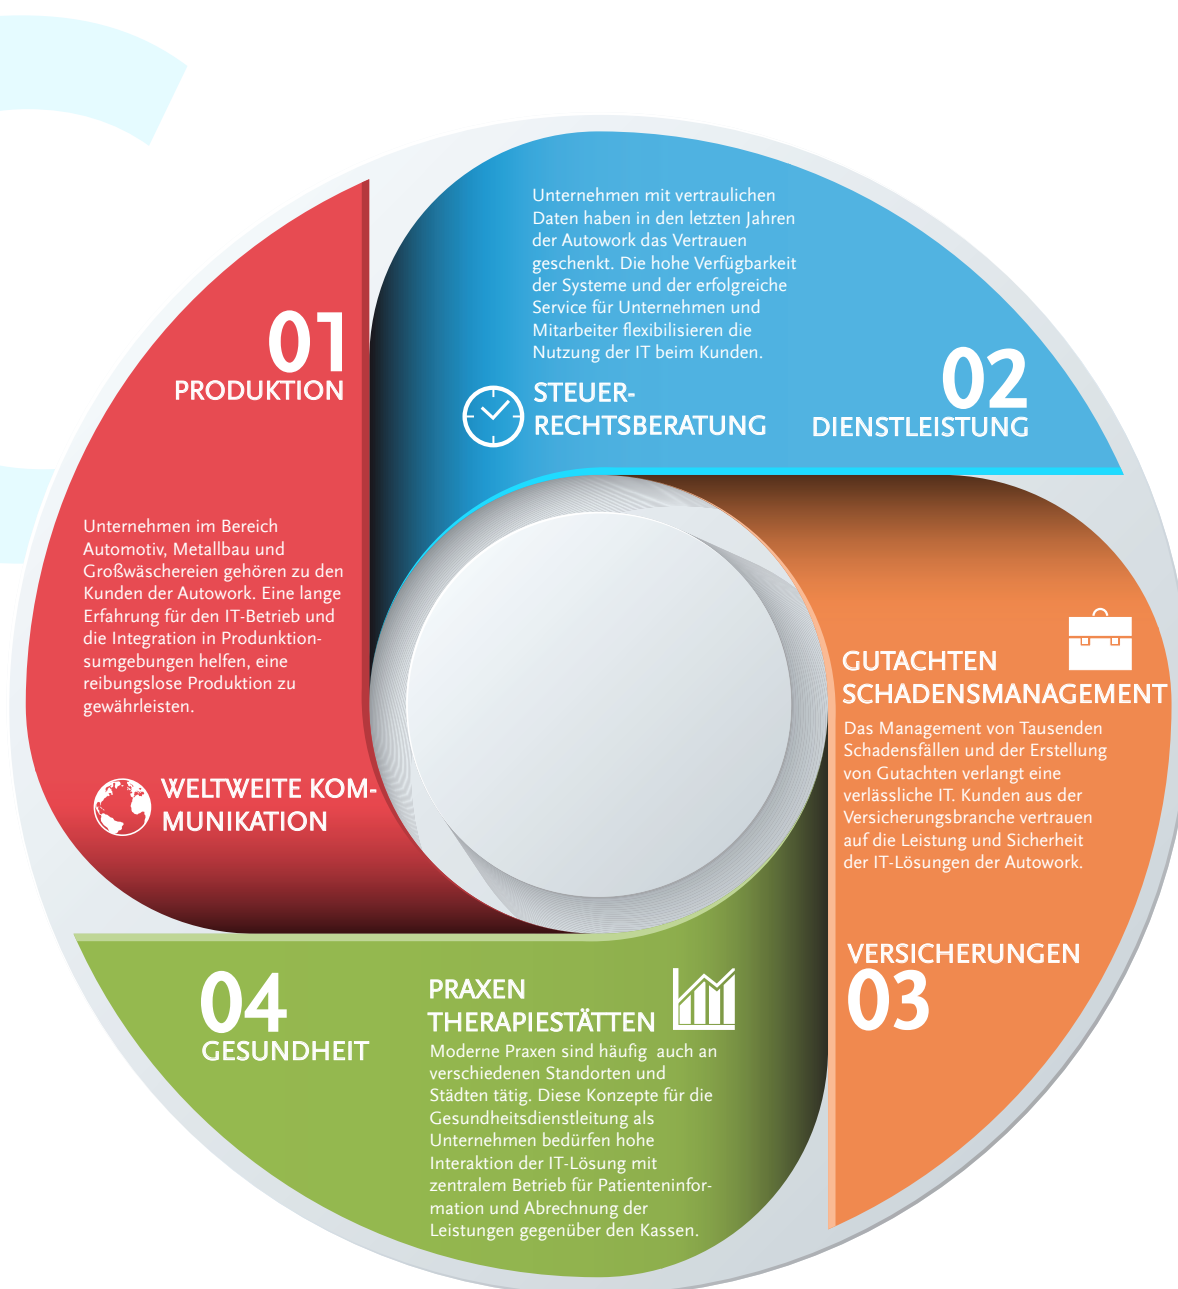 01
PRODUKTION
Unternehmen im Bereich
Automotiv, Metallbau und
Großwäschereien gehören zu den
Kunden der Autowork. Eine lange
Erfahrung für den IT-Betrieb und
die Integration in Produnktion-
sumgebungen helfen, eine
reibungslose Produktion zu
gewährleisten.
WELTWEITE KOM-
MUNIKATION
Unternehmen mit vertraulichen
Daten haben in den letzten Jahren
der Autowork das Vertrauen
geschenkt. Die hohe Verfügbarkeit
der Systeme und der erfolgreiche
Service für Unternehmen und
Mitarbeiter flexibilisieren die
Nutzung der IT beim Kunden.
STEUER-
RECHTSBERATUNG
02
DIENSTLEISTUNG
GUTACHTEN
SCHADENSMANAGEMENT
Das Management von Tausenden
Schadensfällen und der Erstellung
von Gutachten verlangt eine
verlässliche IT. Kunden aus der
Versicherungsbranche vertrauen
auf die Leistung und Sicherheit
der IT-Lösungen der Autowork.
VERSICHERUNGEN
03
04
GESUNDHEIT
PRAXEN
THERAPIESTÄTTEN
Moderne Praxen sind häufig  auch an
verschiedenen Standorten und
Städten tätig. Diese Konzepte für die
Gesundheitsdienstleitung als
Unternehmen bedürfen hohe
Interaktion der IT-Lösung mit
zentralem Betrieb für Patienteninfor-
mation und Abrechnung der
Leistungen gegenüber den Kassen.